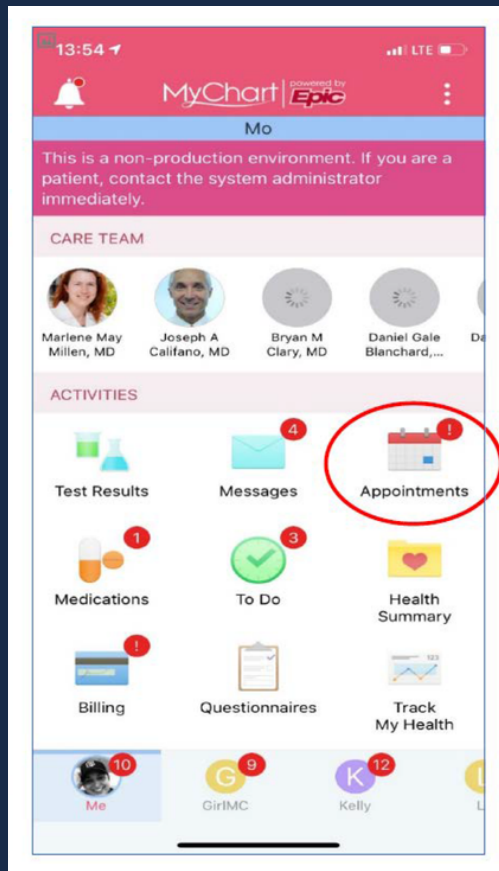 13:54
LTE
MyChart powered by Epic
Mo
This is a non-production environment. If you are a
patient, contact the system administrator
immediately.
CARE TEAM
Marlene May
Millen, MD
Joseph A
Califano, MD
Bryan M
Clary, MD
Daniel Gale
Blanchard,...
Da
ACTIVITIES
4
!
Test Results
Messages
Appointments
1
3
Medications
To Do
Health
Summary
!
123
Billing
Questionnaires
Track
My Health
10
G
9
K
12
L
Me
GirlMC
Kelly
L